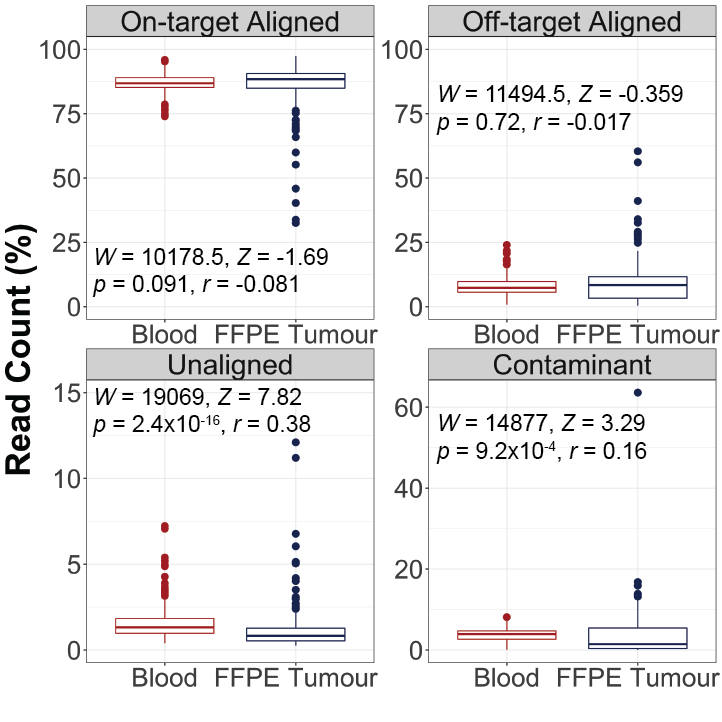 On-target Aligned
Off-target Aligned
Read Count (%)
100
75
50
25
0
W = 10178.5, Z = -1.69
p = 0.091, r = -0.081
Blood
FFPE Tumour
100
75
50
25
0
W = 11494.5, Z = -0.359
p = 0.72, r = -0.017
Blood
FFPE Tumour
Unaligned
Contaminant
15
10
5
0
W = 19069, Z = 7.82
p = 2.4x10⁻¹⁶, r = 0.38
Blood
FFPE Tumour
60
40
20
0
W = 14877, Z = 3.29
p = 9.2x10⁻⁴, r = 0.16
Blood
FFPE Tumour